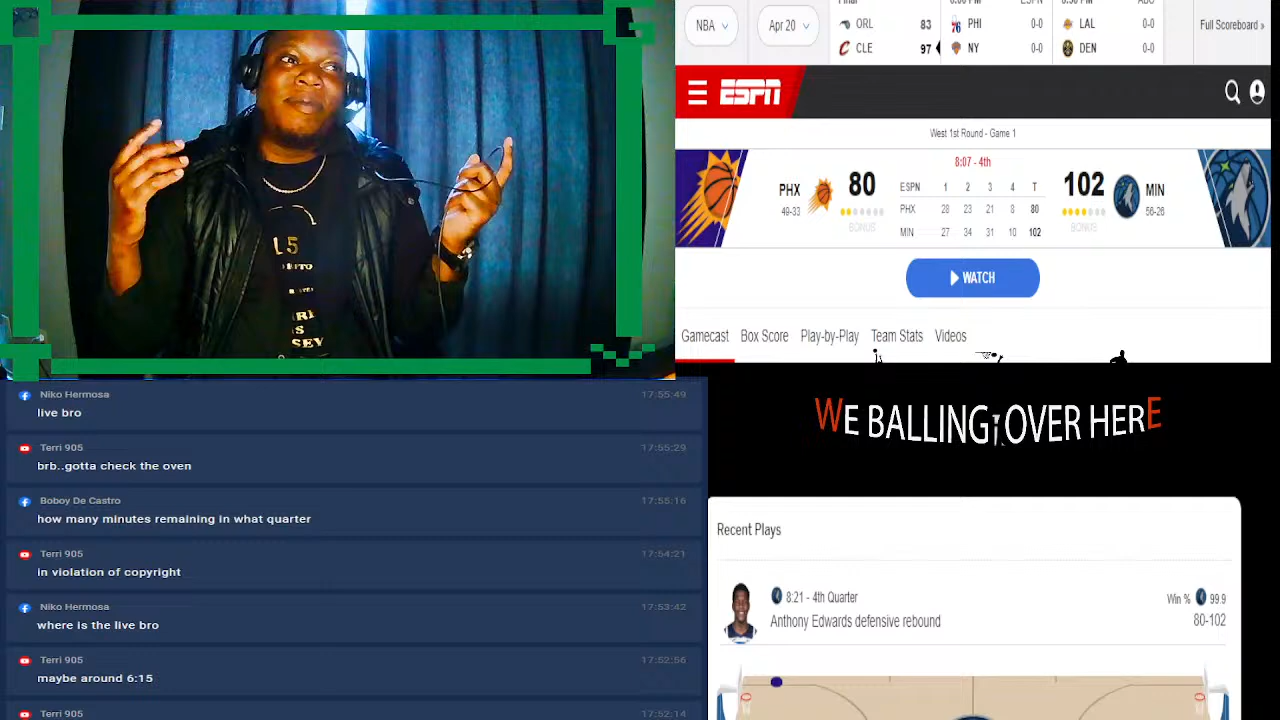 L 5
SEY
NBA
Apr 20
ORL 83
CLE 97
PHI 0-0
NY 0-0
LAL 0-0
DEN 0-0
Full Scoreboard »
ESPN
West 1st Round - Game 1
8:07 - 4th
PHX
49-33
80
BONUS
ESPN 1 2 3 4 T
PHX 28 23 21 8 80
MIN 27 34 31 10 102
102
BONUS
MIN
56-26
WATCH
Gamecast Box Score Play-by-Play Team Stats Videos
WE BALLING OVER HERE
Recent Plays
8:21 - 4th Quarter
Anthony Edwards defensive rebound
Win % 99.9
80-102
Niko Hermosa 17:55:49
live bro
Terri 905 17:55:29
brb..gotta check the oven
Boboy De Castro 17:55:16
how many minutes remaining in what quarter
Terri 905 17:54:21
in violation of copyright
Niko Hermosa 17:53:42
where is the live bro
Terri 905 17:52:56
maybe around 6:15
Terri 905 17:52:14